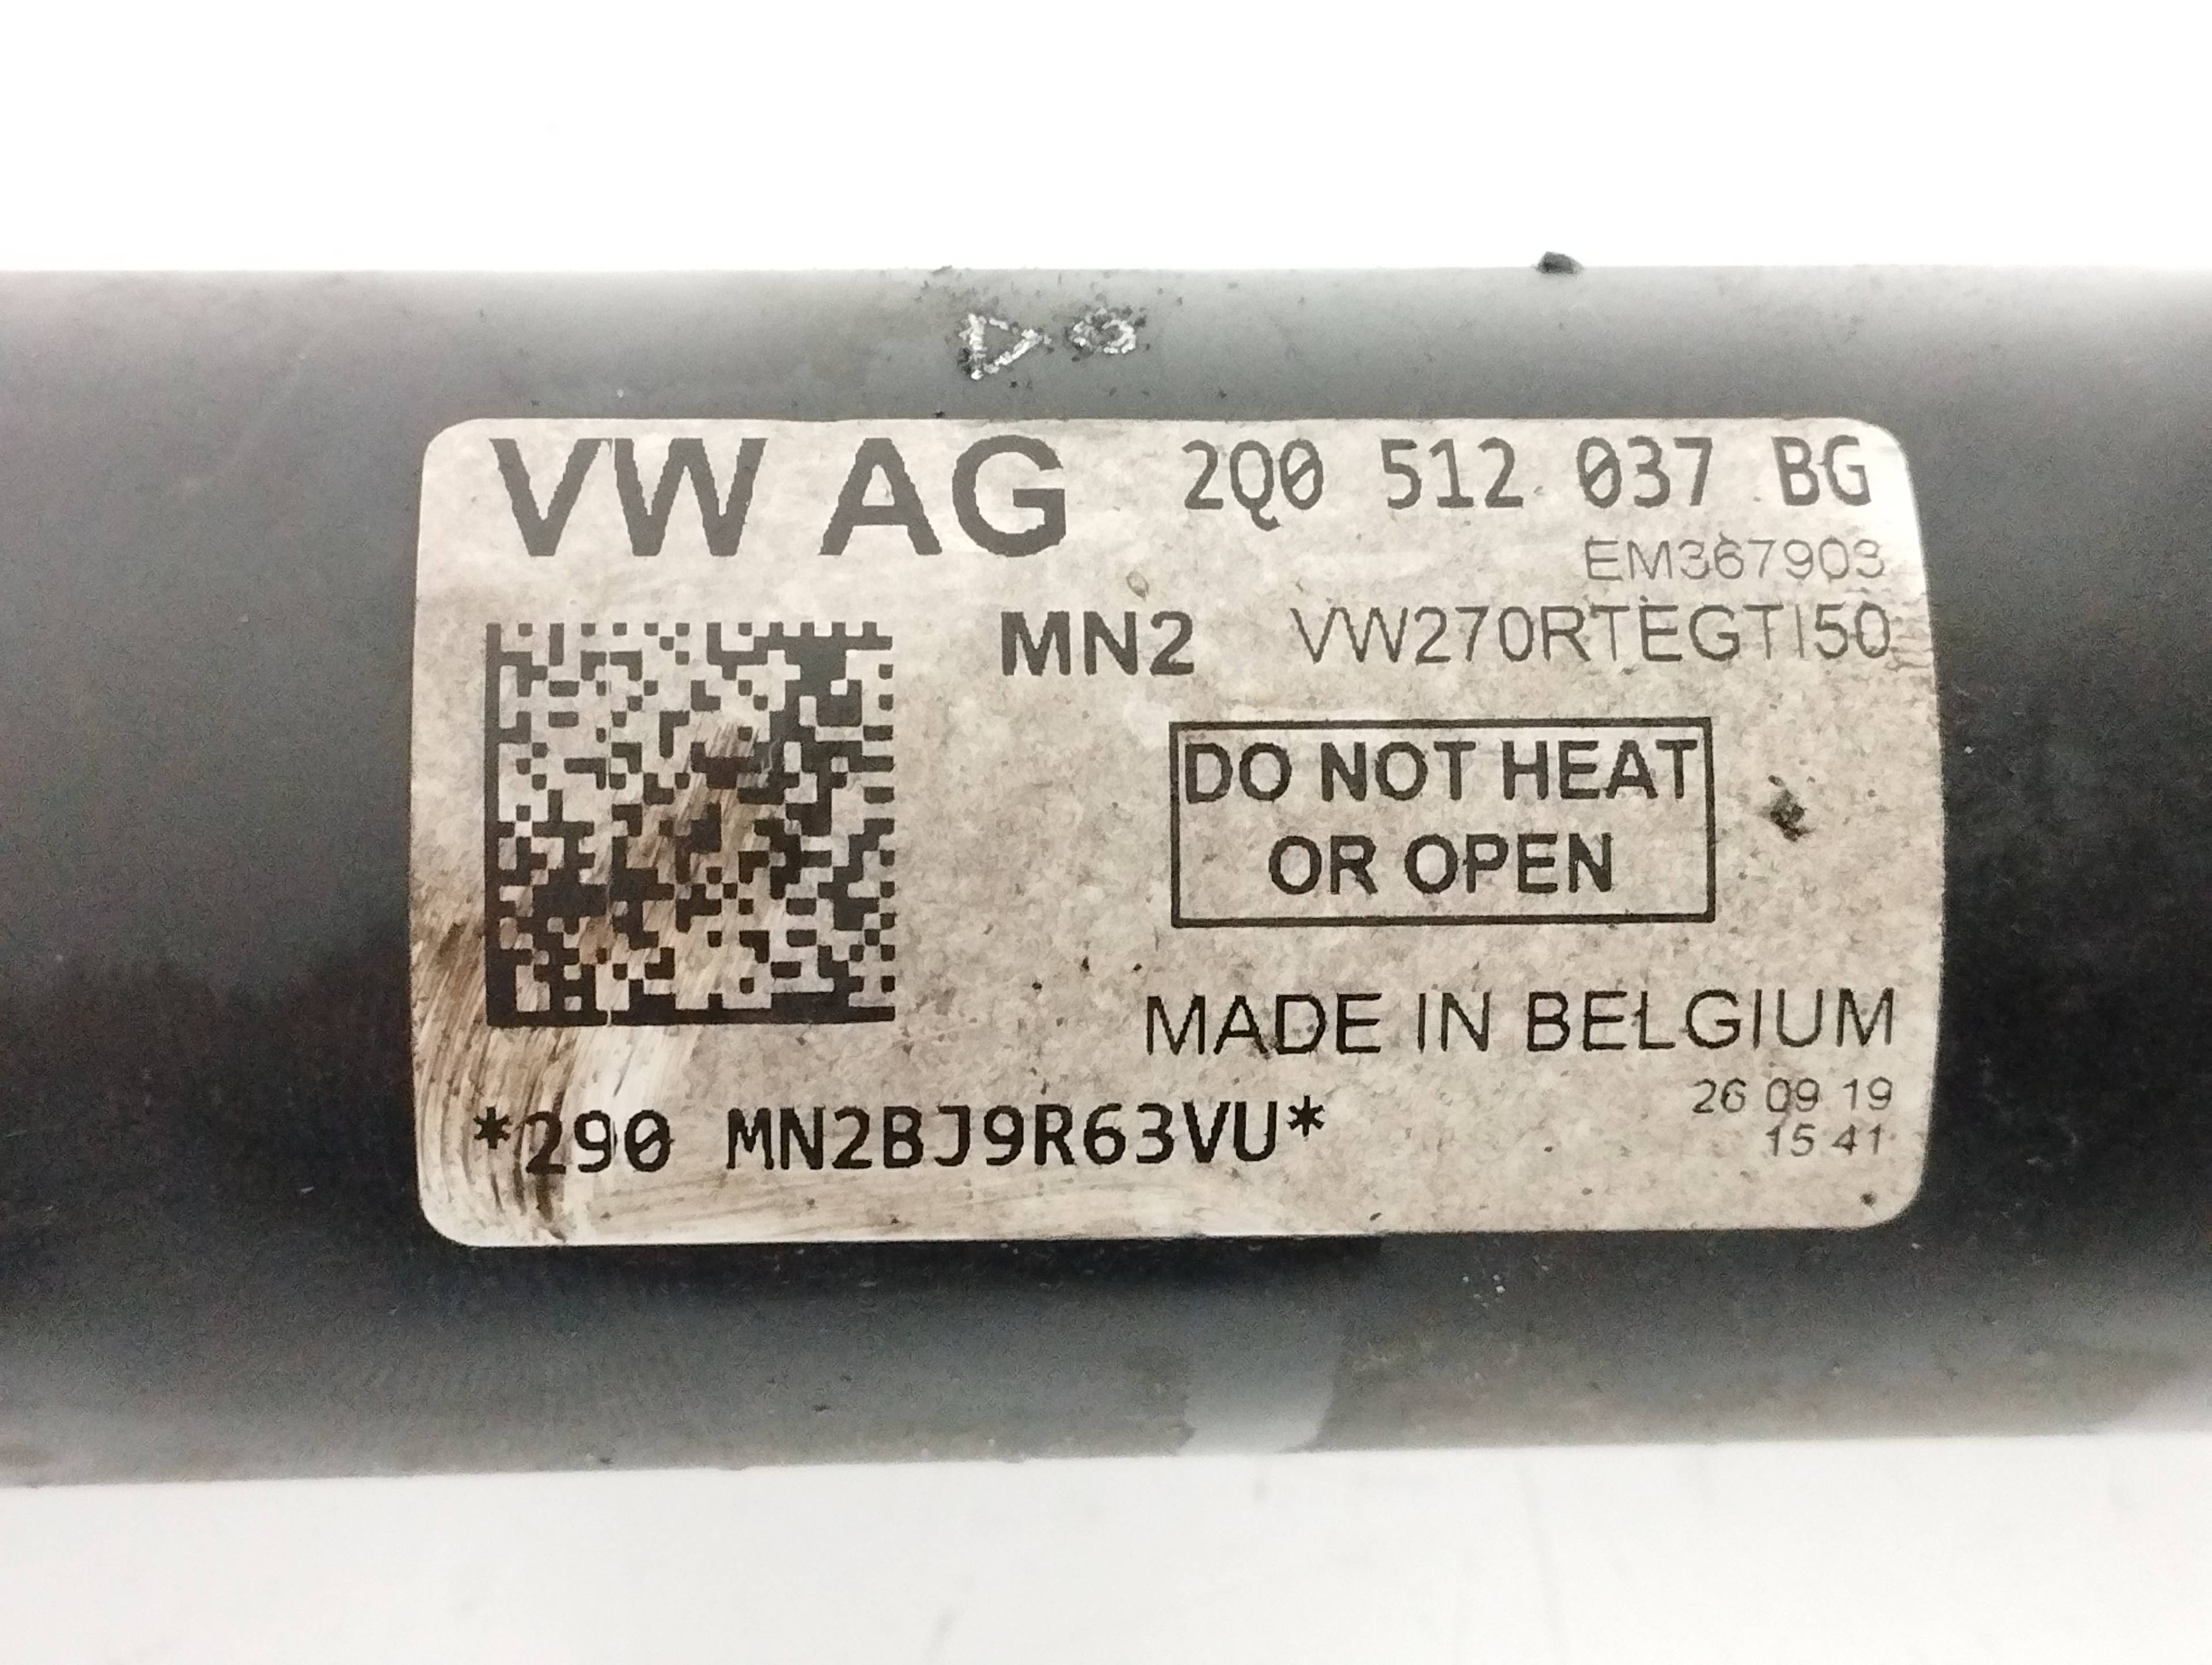 VW AG 2Q0 512 037 BG
EM367903
MN2 VW270RTEGTI50
DO NOT HEAT
OR OPEN
MADE IN BELGIUM
26 09 19
15 41
*290 MN2BJ9R63VU*